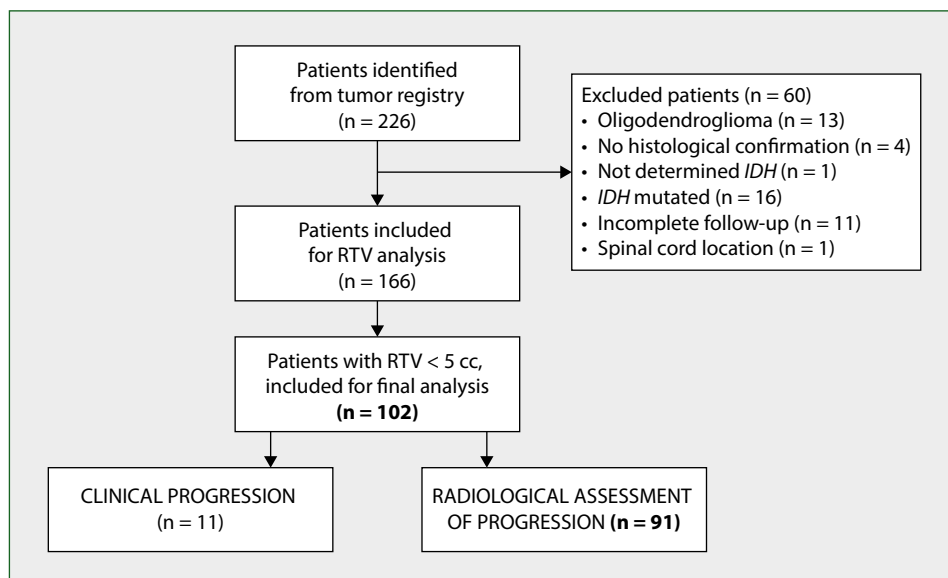 Patients identified
from tumor registry
(n = 226)
Excluded patients (n = 60)
• Oligodendroglioma (n = 13)
• No histological confirmation (n = 4)
• Not determined IDH (n = 1)
• IDH mutated (n = 16)
• Incomplete follow-up (n = 11)
• Spinal cord location (n = 1)
Patients included
for RTV analysis
(n = 166)
Patients with RTV < 5 cc,
included for final analysis
(n = 102)
CLINICAL PROGRESSION
(n = 11)
RADIOLOGICAL ASSESSMENT
OF PROGRESSION (n = 91)